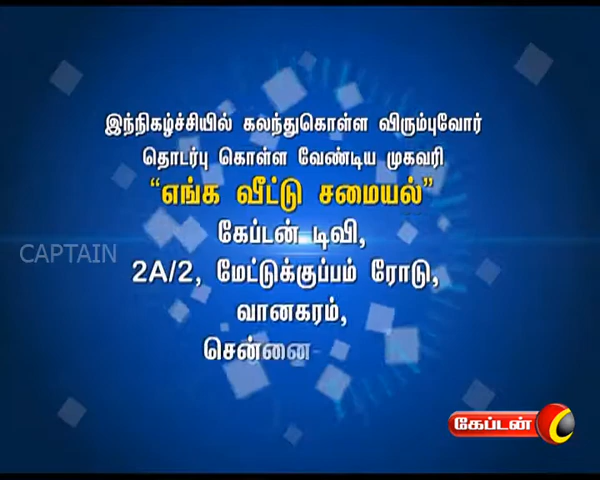 இந்நிகழ்ச்சியில் கலந்துகொள்ள விரும்புவோர்
தொடர்பு கொள்ள வேண்டிய முகவரி
“எங்க வீட்டு சமையல்”
கேப்டன் டிவி,
CAPTAIN
2A/2, மேட்டுக்குப்பம் ரோடு,
வானகரம்,
சென்னை-
கேப்டன்